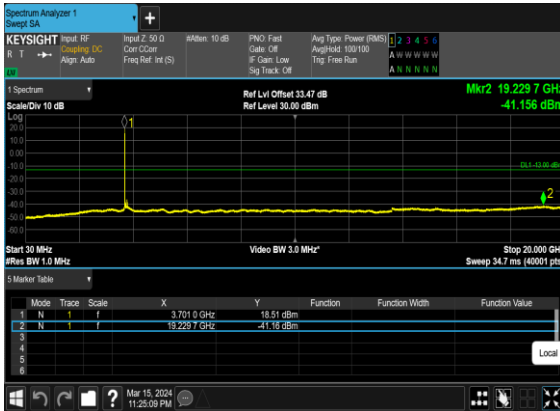 Spectrum Analyzer 1
Swept SA
+
KEYSIGHT Input: RF Input Z: 50 Ω #Atten: 10 dB PNO: Fast Avg Type: Power (RMS) 1 2 3 4 5 6
R T Coupling: DC Corr CCorr Gate: Off Avg|Hold: 100/100 A W W W W W
Align: Auto Freq Ref: Int (S) IF Gain: Low Trig: Free Run
Sig Track: Off A N N N N N
1 Spectrum Ref Lvl Offset 33.47 dB Mkr2 19.229 7 GHz
Scale/Div 10 dB Ref Level 30.00 dBm -41.156 dBm
Log
1
20.0
10.0
0.00
-10.0
DL1 -13.00 dBm
-20.0
-30.0
2
-40.0
-50.0
-60.0
Start 30 MHz Video BW 3.0 MHz* Stop 20.000 GHz
#Res BW 1.0 MHz Sweep 34.7 ms (40001 pts)
5 Marker Table
Mode Trace Scale X Y Function Function Width Function Value
1 N 1 f 3.701 0 GHz 18.51 dBm
2 N 1 f 19.229 7 GHz -41.16 dBm
3
4
5
6
Local
? Mar 15, 2024
11:25:09 PM